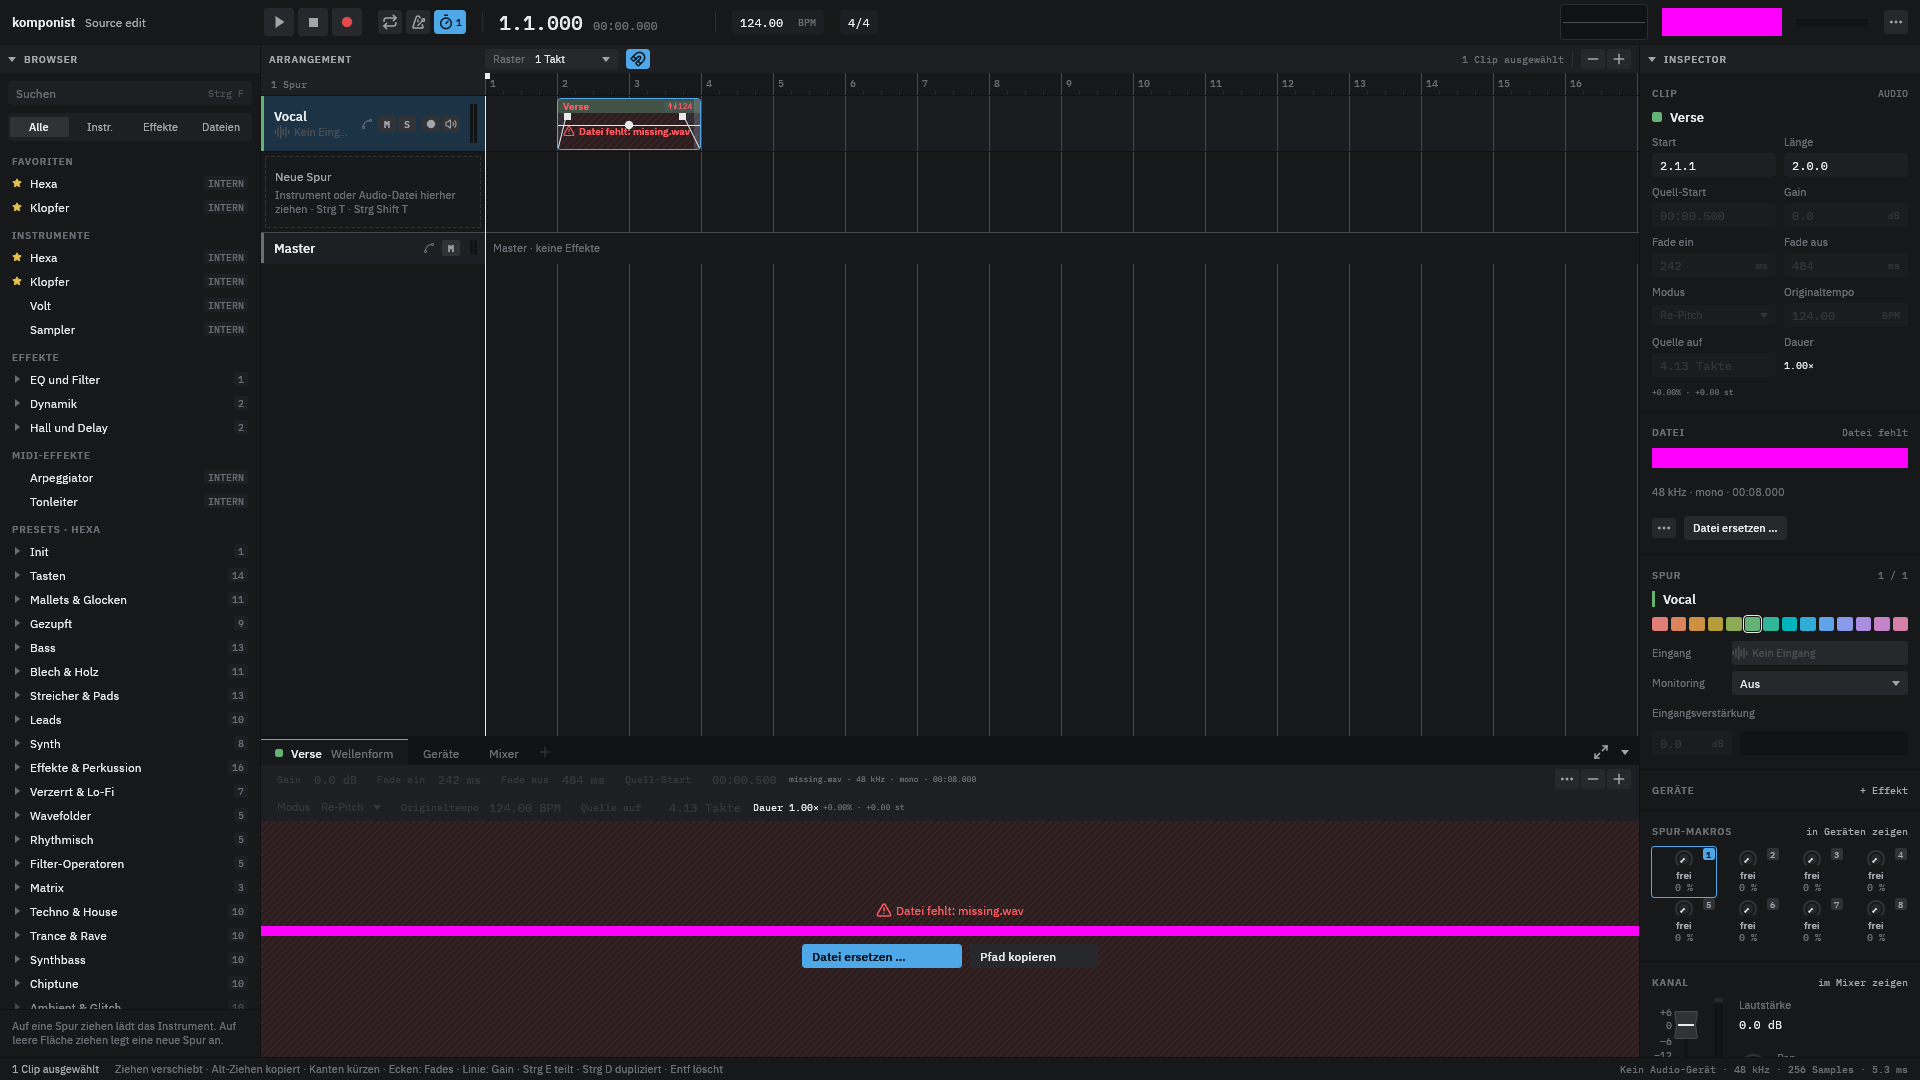 komponist Source edit
1
1.1.000 00:00.000
124.00 BPM
4/4
BROWSER
Suchen Strg F
Alle Instr. Effekte Dateien
FAVORITEN
Hexa INTERN
Klopfer INTERN
INSTRUMENTE
Hexa INTERN
Klopfer INTERN
Volt INTERN
Sampler INTERN
EFFEKTE
EQ und Filter 1
Dynamik 2
Hall und Delay 2
MIDI-EFFEKTE
Arpeggiator INTERN
Tonleiter INTERN
PRESETS · HEXA
Init 1
Tasten 14
Mallets & Glocken 11
Gezupft 9
Bass 13
Blech & Holz 11
Streicher & Pads 13
Leads 10
Synth 8
Effekte & Perkussion 16
Verzerrt & Lo-Fi 7
Wavefolder 5
Rhythmisch 5
Filter-Operatoren 5
Matrix 3
Techno & House 10
Trance & Rave 10
Synthbass 10
Chiptune 10
Ambient & Glitch 10
Auf eine Spur ziehen lädt das Instrument. Auf
leere Fläche ziehen legt eine neue Spur an.
ARRANGEMENT
Raster 1 Takt
1 Clip ausgewählt
1 Spur
1 2 3 4 5 6 7 8 9 10 11 12 13 14 15 16
Vocal
Kein Eing...
M S
Verse 124
Datei fehlt: missing.wav
Neue Spur
Instrument oder Audio-Datei hierher
ziehen · Strg T · Strg Shift T
Master M
Master · keine Effekte
Verse Wellenform Geräte Mixer
Gain 0.0 dB Fade ein 242 ms Fade aus 484 ms Quell-Start 00:00.500 missing.wav · 48 kHz · mono · 00:08.000
Modus Re-Pitch Originaltempo 124.00 BPM Quelle auf 4.13 Takte Dauer 1.00× +0.00% · +0.00 st
Datei fehlt: missing.wav
Datei ersetzen ...
Pfad kopieren
INSPECTOR
CLIP AUDIO
Verse
Start Länge
2.1.1 2.0.0
Quell-Start Gain
00:00.500 0.0 dB
Fade ein Fade aus
242 ms 484 ms
Modus Originaltempo
Re-Pitch 124.00 BPM
Quelle auf Dauer
4.13 Takte 1.00×
+0.00% · +0.00 st
DATEI Datei fehlt
48 kHz · mono · 00:08.000
Datei ersetzen ...
SPUR 1 / 1
Vocal
Eingang Kein Eingang
Monitoring Aus
Eingangsverstärkung
0.0 dB
GERÄTE + Effekt
SPUR-MAKROS in Geräten zeigen
1 2 3 4
frei frei frei frei
0 % 0 % 0 % 0 %
5 6 7 8
frei frei frei frei
0 % 0 % 0 % 0 %
KANAL im Mixer zeigen
Lautstärke
0.0 dB
+6
0
−6
−12
Pan
1 Clip ausgewählt Ziehen verschiebt · Alt-Ziehen kopiert · Kanten kürzen · Ecken: Fades · Linie: Gain · Strg E teilt · Strg D dupliziert · Entf löscht
Kein Audio-Gerät · 48 kHz · 256 Samples · 5.3 ms